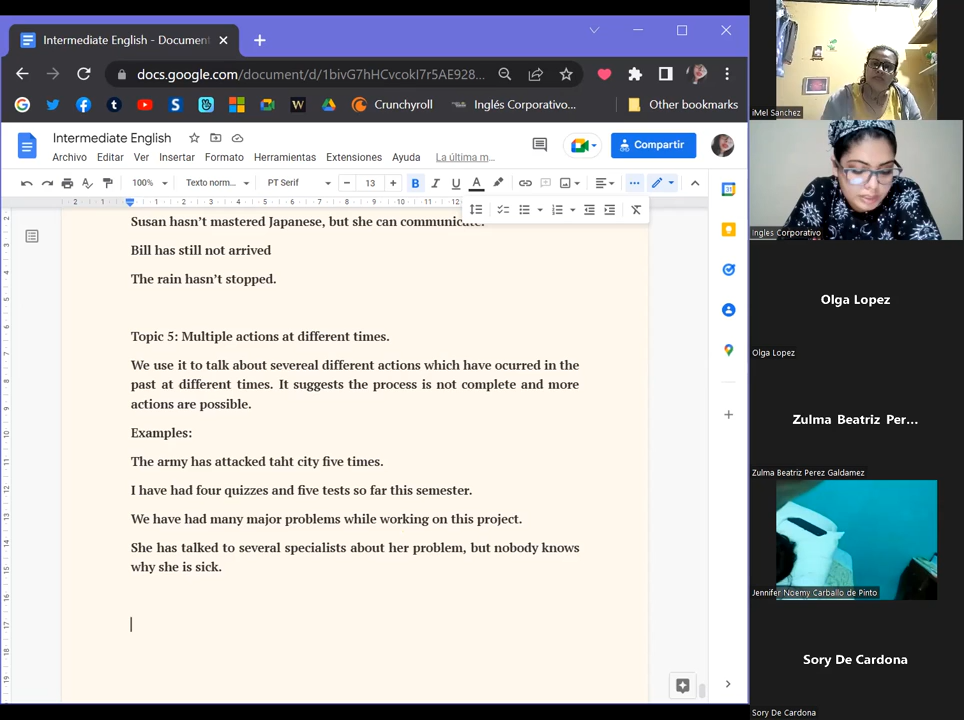 Intermediate English - Document
docs.google.com/document/d/1bivG7hHCvcokI7r5AE928...
Crunchyroll
Inglés Corporativo...
Other bookmarks
Intermediate English
Archivo Editar Ver Insertar Formato Herramientas Extensiones Ayuda La última m...
Compartir
100% Texto norm... PT Serif 13
Susan hasn't mastered Japanese, but she can communicate.
Bill has still not arrived
The rain hasn't stopped.
Topic 5: Multiple actions at different times.
We use it to talk about severeal different actions which have ocurred in the
past at different times. It suggests the process is not complete and more
actions are possible.
Examples:
The army has attacked taht city five times.
I have had four quizzes and five tests so far this semester.
We have had many major problems while working on this project.
She has talked to several specialists about her problem, but nobody knows
why she is sick.
iMel Sanchez
Ingles Corporativo
Olga Lopez
Olga Lopez
Zulma Beatriz Per...
Zulma Beatriz Perez Galdamez
Jennifer Noemy Carballo de Pinto
Sory De Cardona
Sory De Cardona